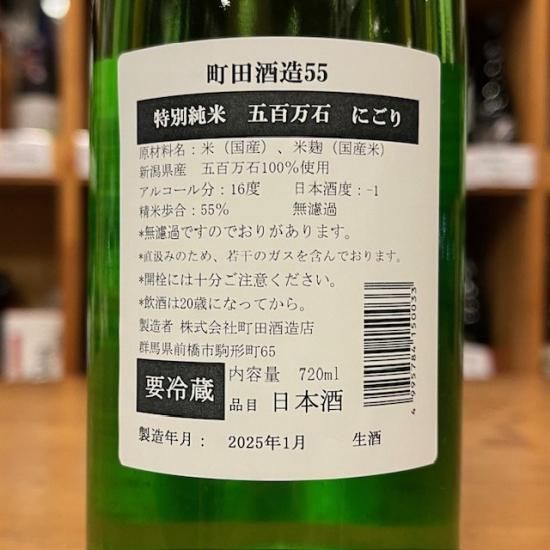 町田酒造55
特別純米　五百万石　にごり
原材料名：米（国産）、米麹（国産米）
新潟県産　五百万石100％使用
アルコール分：16度　日本酒度：-1
精米歩合：55％　無濾過
*無濾過ですのでおりがあります。
*直汲みのため、若干のガスを含んでおります。
*開栓には十分ご注意ください。
*飲酒は20歳になってから。
製造者 株式会社町田酒造店
群馬県前橋市駒形町65
要冷蔵
内容量　720ml
品目　日本酒
製造年月：　2025年1月　生酒
4 995784 150033